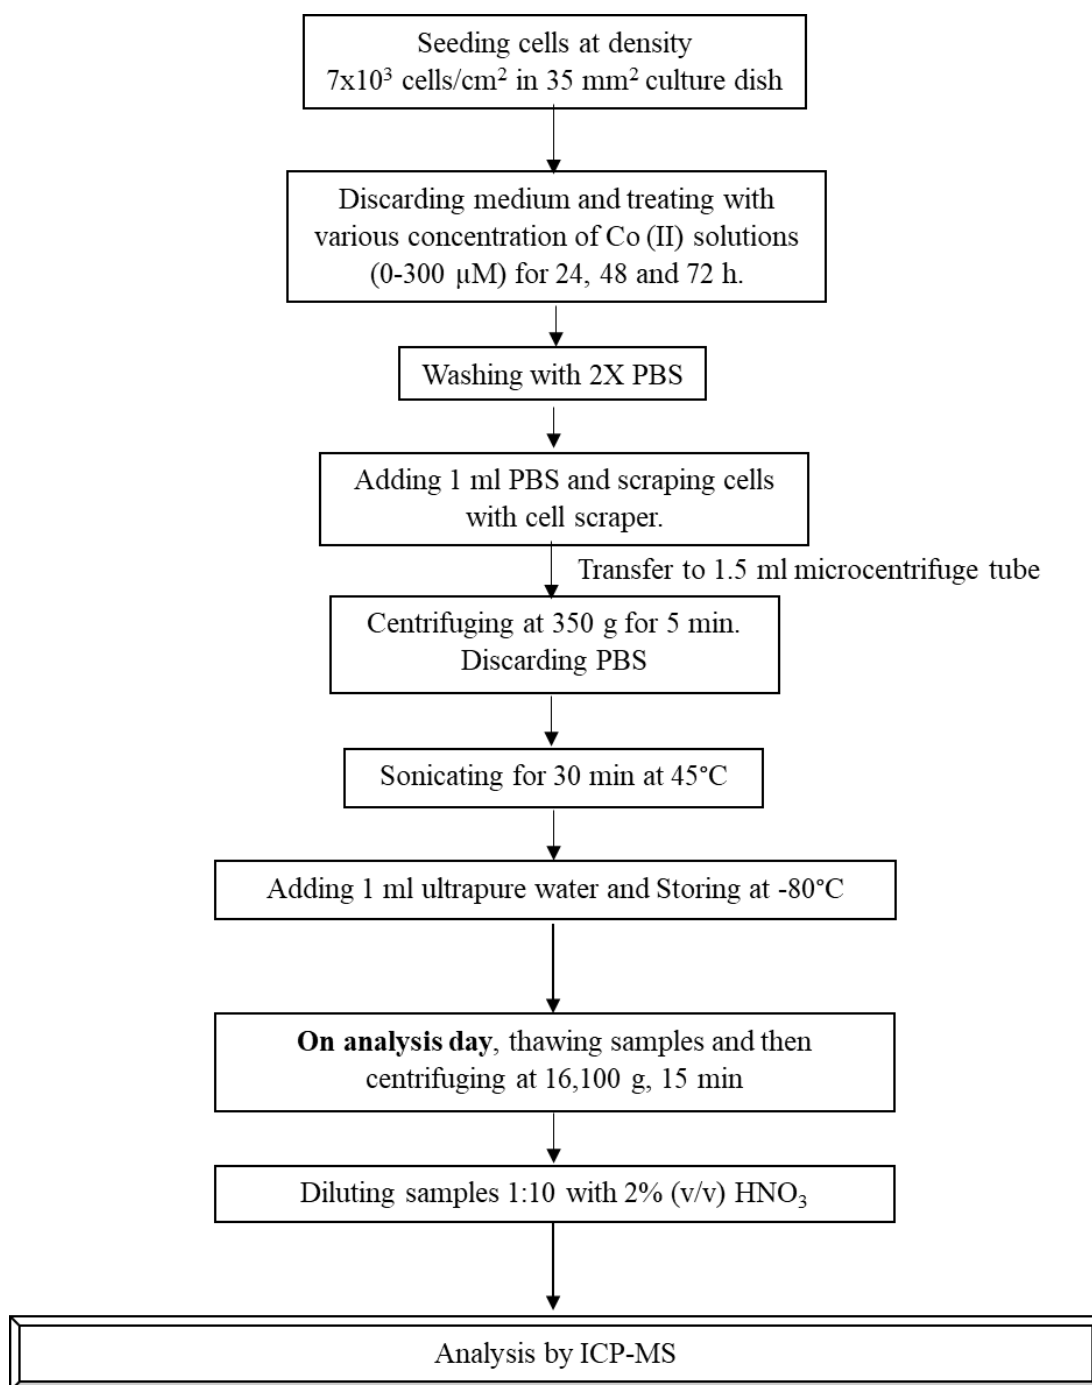 Seeding cells at density
7x10³ cells/cm² in 35 mm² culture dish
Discarding medium and treating with
various concentration of Co (II) solutions
(0-300 µM) for 24, 48 and 72 h.
Washing with 2X PBS
Adding 1 ml PBS and scraping cells
with cell scraper.
Transfer to 1.5 ml microcentrifuge tube
Centrifuging at 350 g for 5 min.
Discarding PBS
Sonicating for 30 min at 45°C
Adding 1 ml ultrapure water and Storing at -80°C
On analysis day, thawing samples and then
centrifuging at 16,100 g, 15 min
Diluting samples 1:10 with 2% (v/v) HNO₃
Analysis by ICP-MS